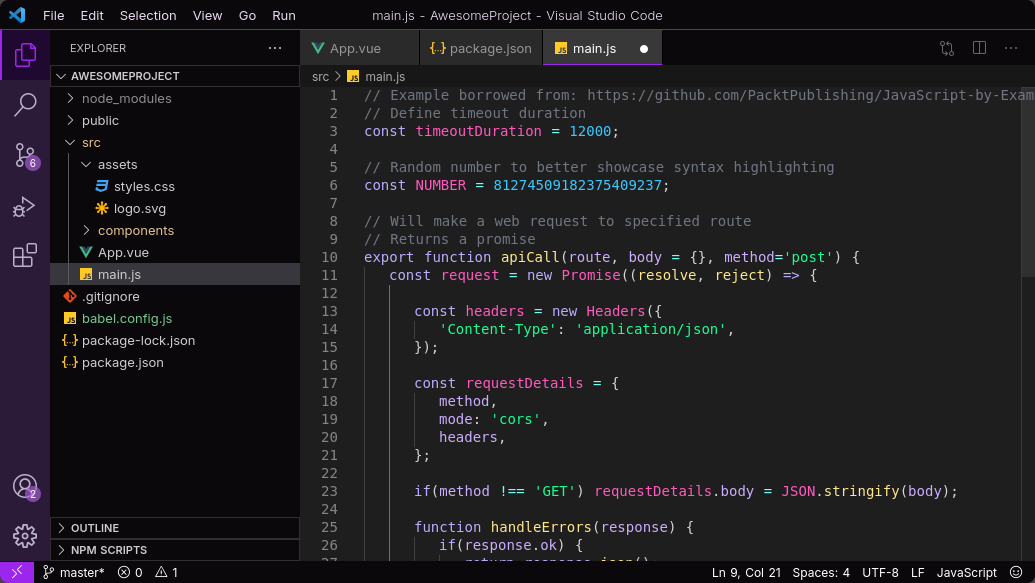 File Edit Selection View Go Run main.js - AwesomeProject - Visual Studio Code
EXPLORER
AWESOMEPROJECT
node_modules
public
src
assets
styles.css
logo.svg
components
App.vue
main.js
.gitignore
babel.config.js
package-lock.json
package.json
OUTLINE
NPM SCRIPTS
6
2
App.vue package.json main.js
src > main.js
1 // Example borrowed from: https://github.com/PacktPublishing/JavaScript-by-Exam
2 // Define timeout duration
3 const timeoutDuration = 12000;
4
5 // Random number to better showcase syntax highlighting
6 const NUMBER = 81274509182375409237;
7
8 // Will make a web request to specified route
9 // Returns a promise
10 export function apiCall(route, body = {}, method='post') {
11 const request = new Promise((resolve, reject) => {
12
13 const headers = new Headers({
14 'Content-Type': 'application/json',
15 });
16
17 const requestDetails = {
18 method,
19 mode: 'cors',
20 headers,
21 };
22
23 if(method !== 'GET') requestDetails.body = JSON.stringify(body);
24
25 function handleErrors(response) {
26 if(response.ok) {
27 return response.json();
master* 0 1 Ln 9, Col 21 Spaces: 4 UTF-8 LF JavaScript